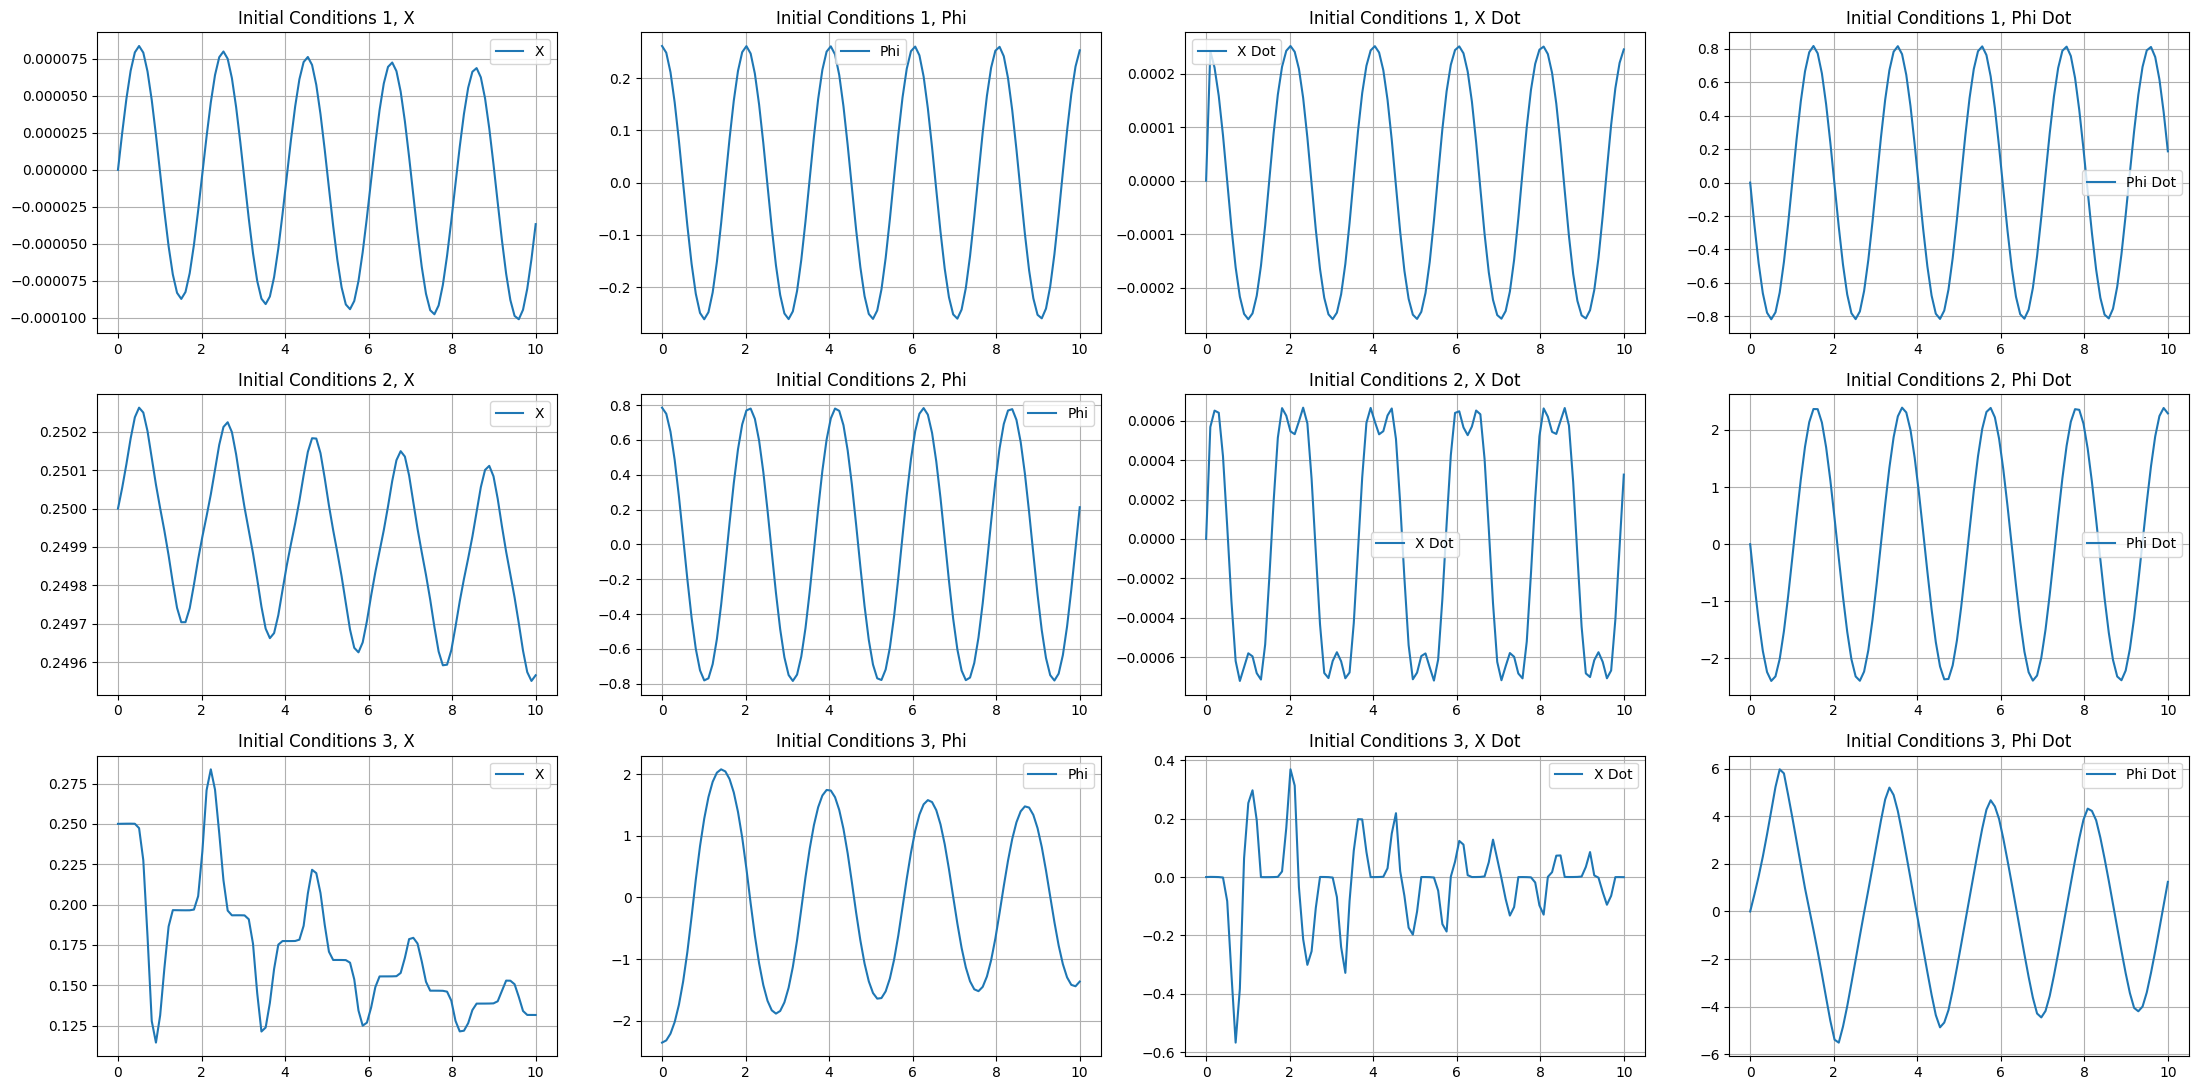 Initial Conditions 1, X
0.000075
0.000050
0.000025
0.000000
−0.000025
−0.000050
−0.000075
−0.000100
0 2 4 6 8 10
X
Initial Conditions 1, Phi
0.2
0.1
0.0
−0.1
−0.2
0 2 4 6 8 10
Phi
Initial Conditions 1, X Dot
0.0002
0.0001
0.0000
−0.0001
−0.0002
0 2 4 6 8 10
X Dot
Initial Conditions 1, Phi Dot
0.8
0.6
0.4
0.2
0.0
−0.2
−0.4
−0.6
−0.8
0 2 4 6 8 10
Phi Dot
Initial Conditions 2, X
0.2502
0.2501
0.2500
0.2499
0.2498
0.2497
0.2496
0 2 4 6 8 10
X
Initial Conditions 2, Phi
0.8
0.6
0.4
0.2
0.0
−0.2
−0.4
−0.6
−0.8
0 2 4 6 8 10
Phi
Initial Conditions 2, X Dot
0.0006
0.0004
0.0002
0.0000
−0.0002
−0.0004
−0.0006
0 2 4 6 8 10
X Dot
Initial Conditions 2, Phi Dot
2
1
0
−1
−2
0 2 4 6 8 10
Phi Dot
Initial Conditions 3, X
0.275
0.250
0.225
0.200
0.175
0.150
0.125
0 2 4 6 8 10
X
Initial Conditions 3, Phi
2
1
0
−1
−2
0 2 4 6 8 10
Phi
Initial Conditions 3, X Dot
0.4
0.2
0.0
−0.2
−0.4
−0.6
0 2 4 6 8 10
X Dot
Initial Conditions 3, Phi Dot
6
4
2
0
−2
−4
−6
0 2 4 6 8 10
Phi Dot